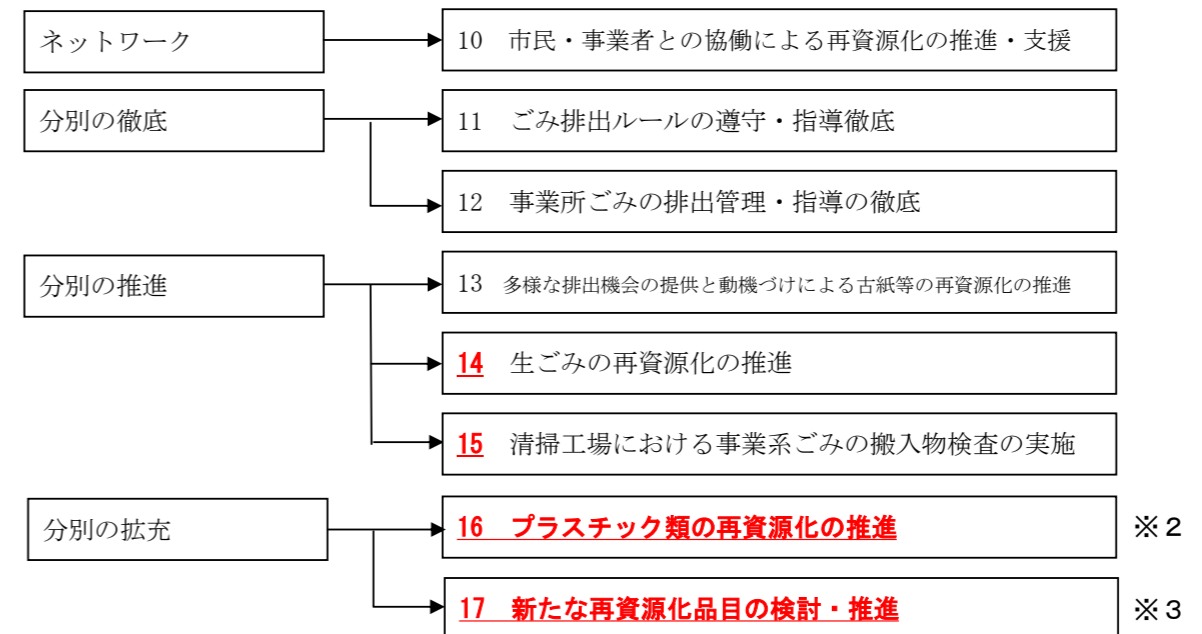 ネットワーク
10 市民・事業者との協働による再資源化の推進・支援
分別の徹底
11 ごみ排出ルールの遵守・指導徹底
12 事業所ごみの排出管理・指導の徹底
分別の推進
13 多様な排出機会の提供と動機づけによる古紙等の再資源化の推進
14 生ごみの再資源化の推進
15 清掃工場における事業系ごみの搬入物検査の実施
分別の拡充
16 プラスチック類の再資源化の推進 ※2
17 新たな再資源化品目の検討・推進 ※3